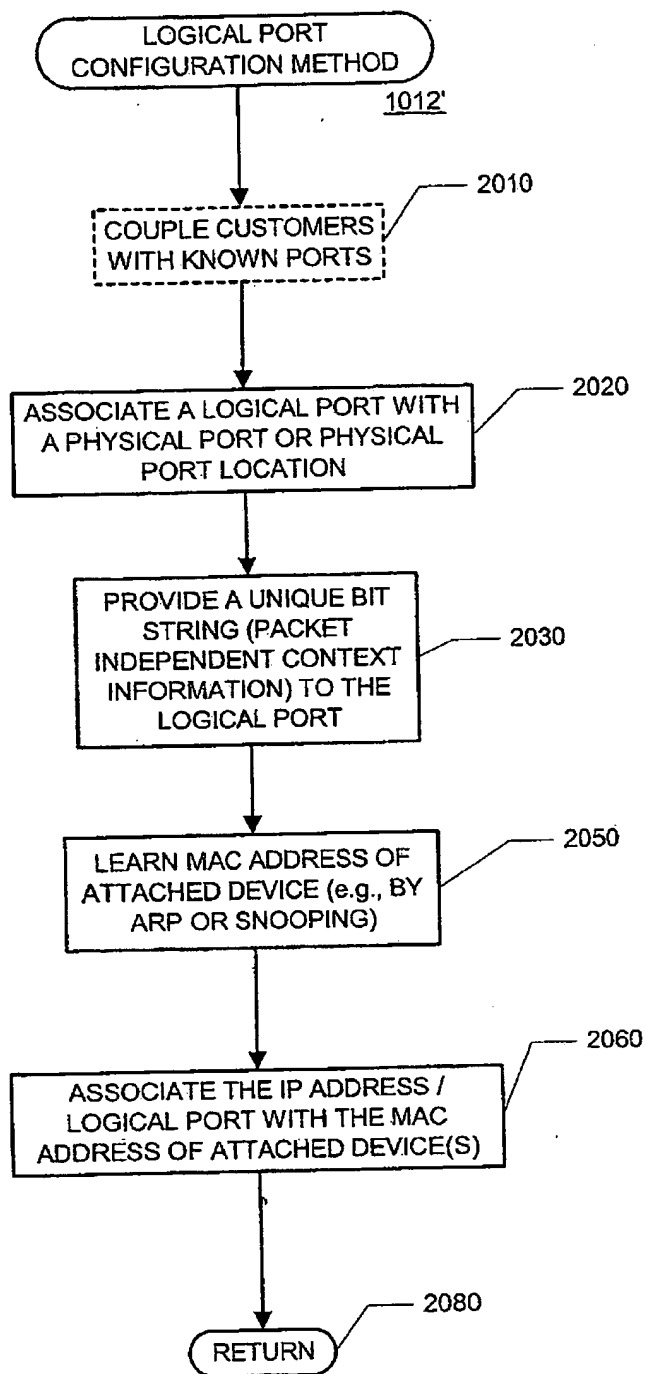 LOGICAL PORT
CONFIGURATION METHOD
1012'
2010
COUPLE CUSTOMERS
WITH KNOWN PORTS
2020
ASSOCIATE A LOGICAL PORT WITH
A PHYSICAL PORT OR PHYSICAL
PORT LOCATION
PROVIDE A UNIQUE BIT
STRING (PACKET
INDEPENDENT CONTEXT
INFORMATION) TO THE
LOGICAL PORT
2030
2050
LEARN MAC ADDRESS OF
ATTACHED DEVICE (e.g., BY
ARP OR SNOOPING)
2060
ASSOCIATE THE IP ADDRESS /
LOGICAL PORT WITH THE MAC
ADDRESS OF ATTACHED DEVICE(S)
2080
RETURN